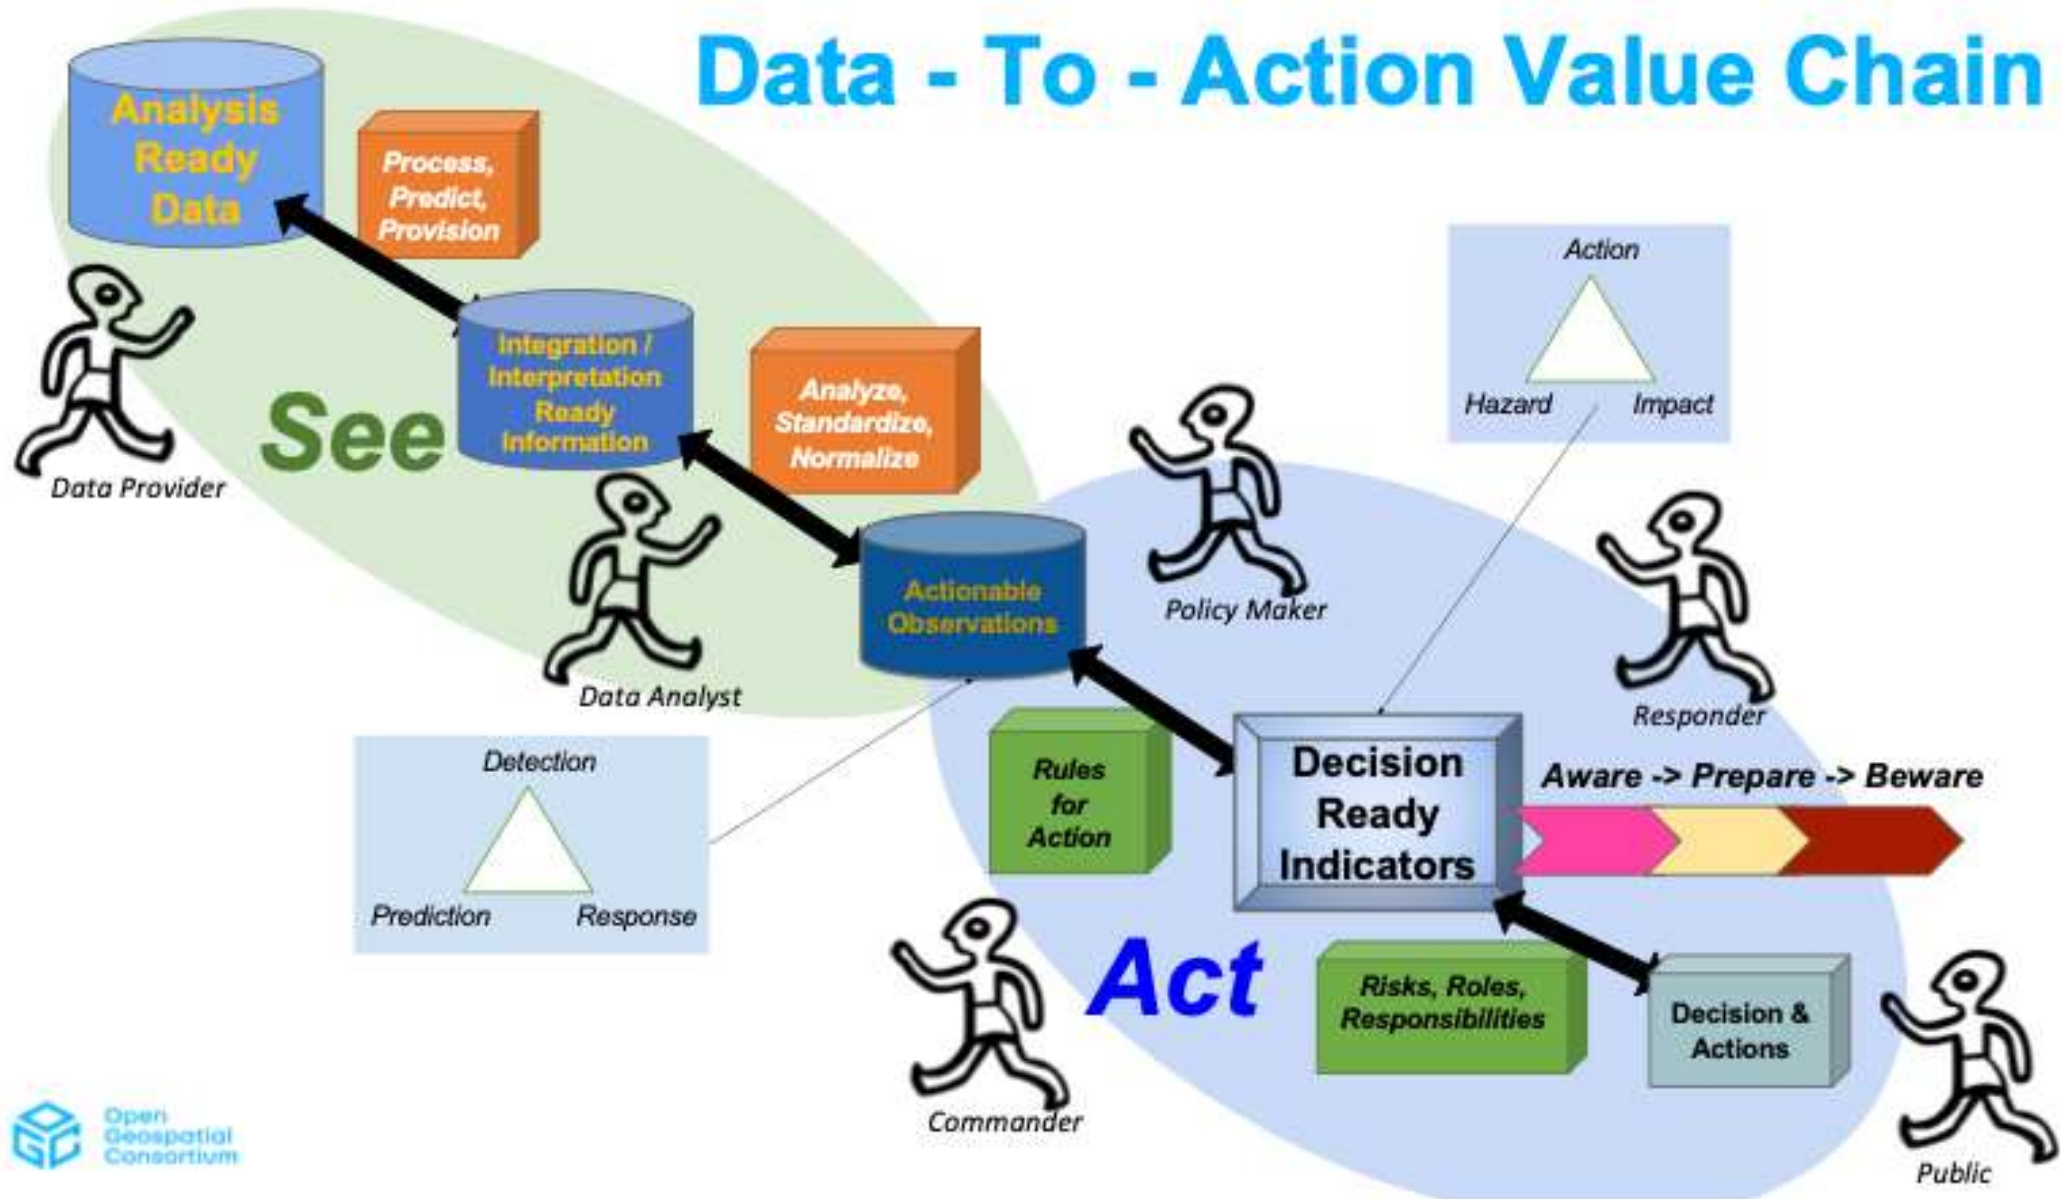 Data - To - Action Value Chain
Analysis
Ready
Data
Process,
Predict,
Provision
Data Provider
See
Integration /
Interpretation
Ready
Information
Analyze,
Standardize,
Normalize
Data Analyst
Actionable
Observations
Detection
Prediction
Response
Action
Hazard
Impact
Policy Maker
Responder
Rules
for
Action
Decision
Ready
Indicators
Aware -> Prepare -> Beware
Commander
Act
Risks, Roles,
Responsibilities
Decision &
Actions
Public
OGC
Open
Geospatial
Consortium